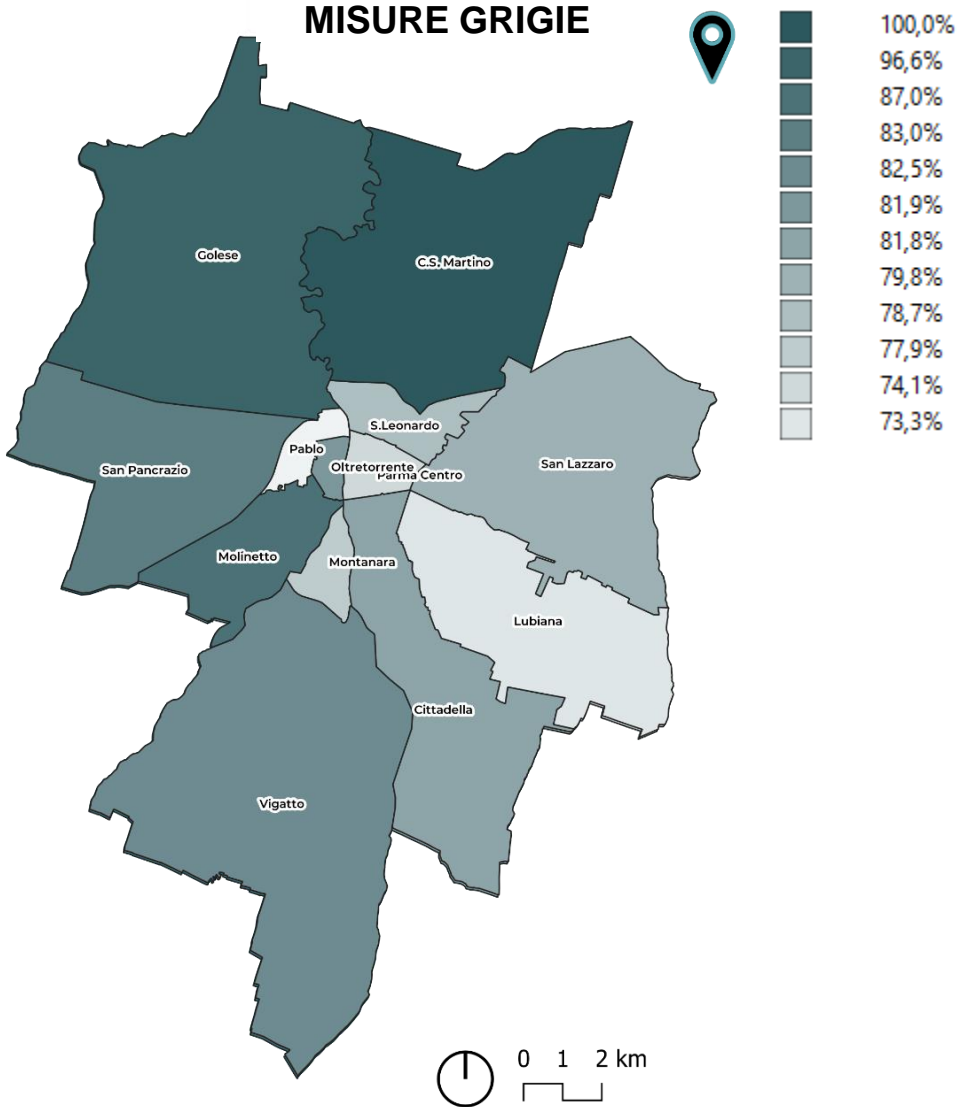 MISURE GRIGIE
100,0%
96,6%
87,0%
83,0%
82,5%
81,9%
81,8%
79,8%
78,7%
77,9%
74,1%
73,3%
Golese
C.S. Martino
S.Leonardo
Pablo
San Pancrazio
Oltretorrente
Parma Centro
San Lazzaro
Molinetto
Montanara
Lubiana
Cittadella
Vigatto
0 1 2 km